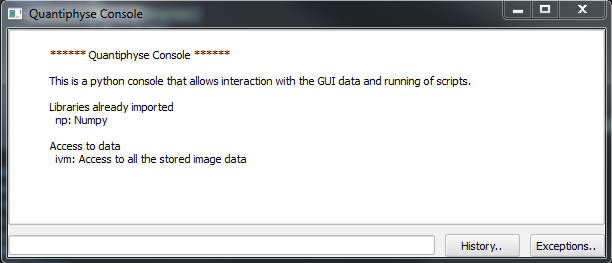 Quantiphyse Console
****** Quantiphyse Console ******
This is a python console that allows interaction with the GUI data and running of scripts.
Libraries already imported
np: Numpy
Access to data
ivm: Access to all the stored image data
History..
Exceptions..